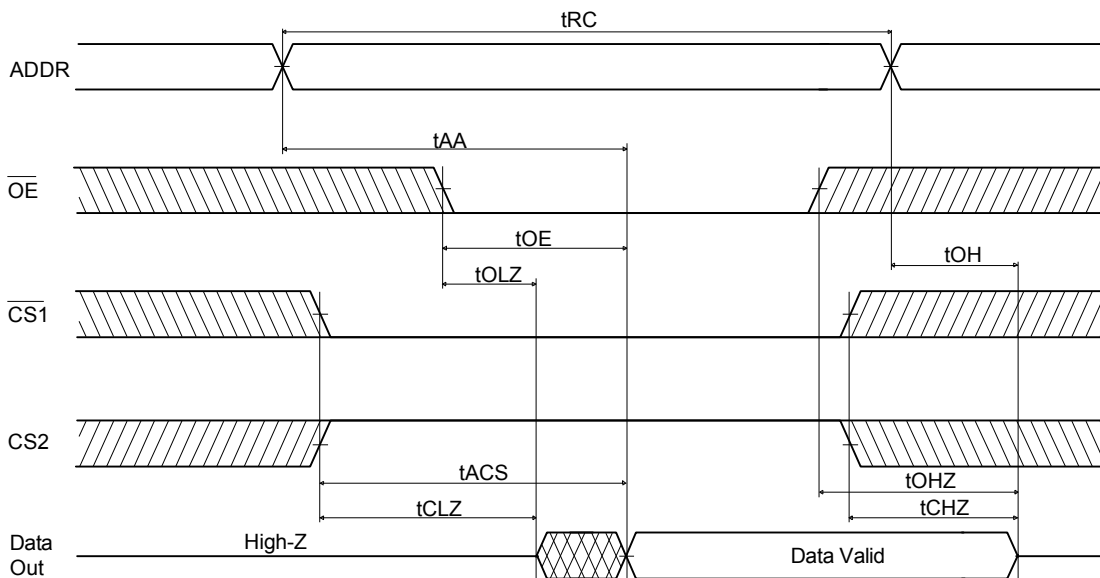 tRC
ADDR
tAA
OE
tOE
tOH
tOLZ
CS1
CS2
tACS
tOHZ
tCLZ
tCHZ
High-Z
Data
Out
Data Valid